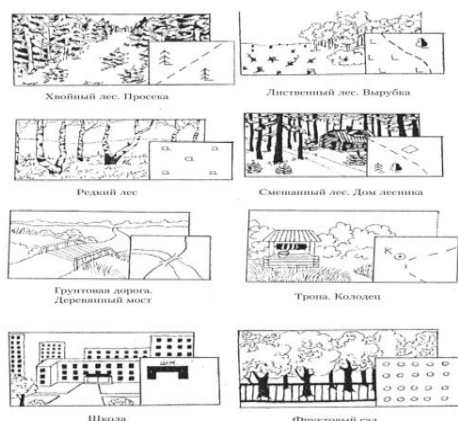 Хвойный лес. Просека
Лиственный лес. Вырубка
Редкий лес
Смешанный лес. Дом лесника
Грунтовая дорога.
Деревянный мост
К
Тропа. Колодец
ШК
Школа
Фруктовый сад